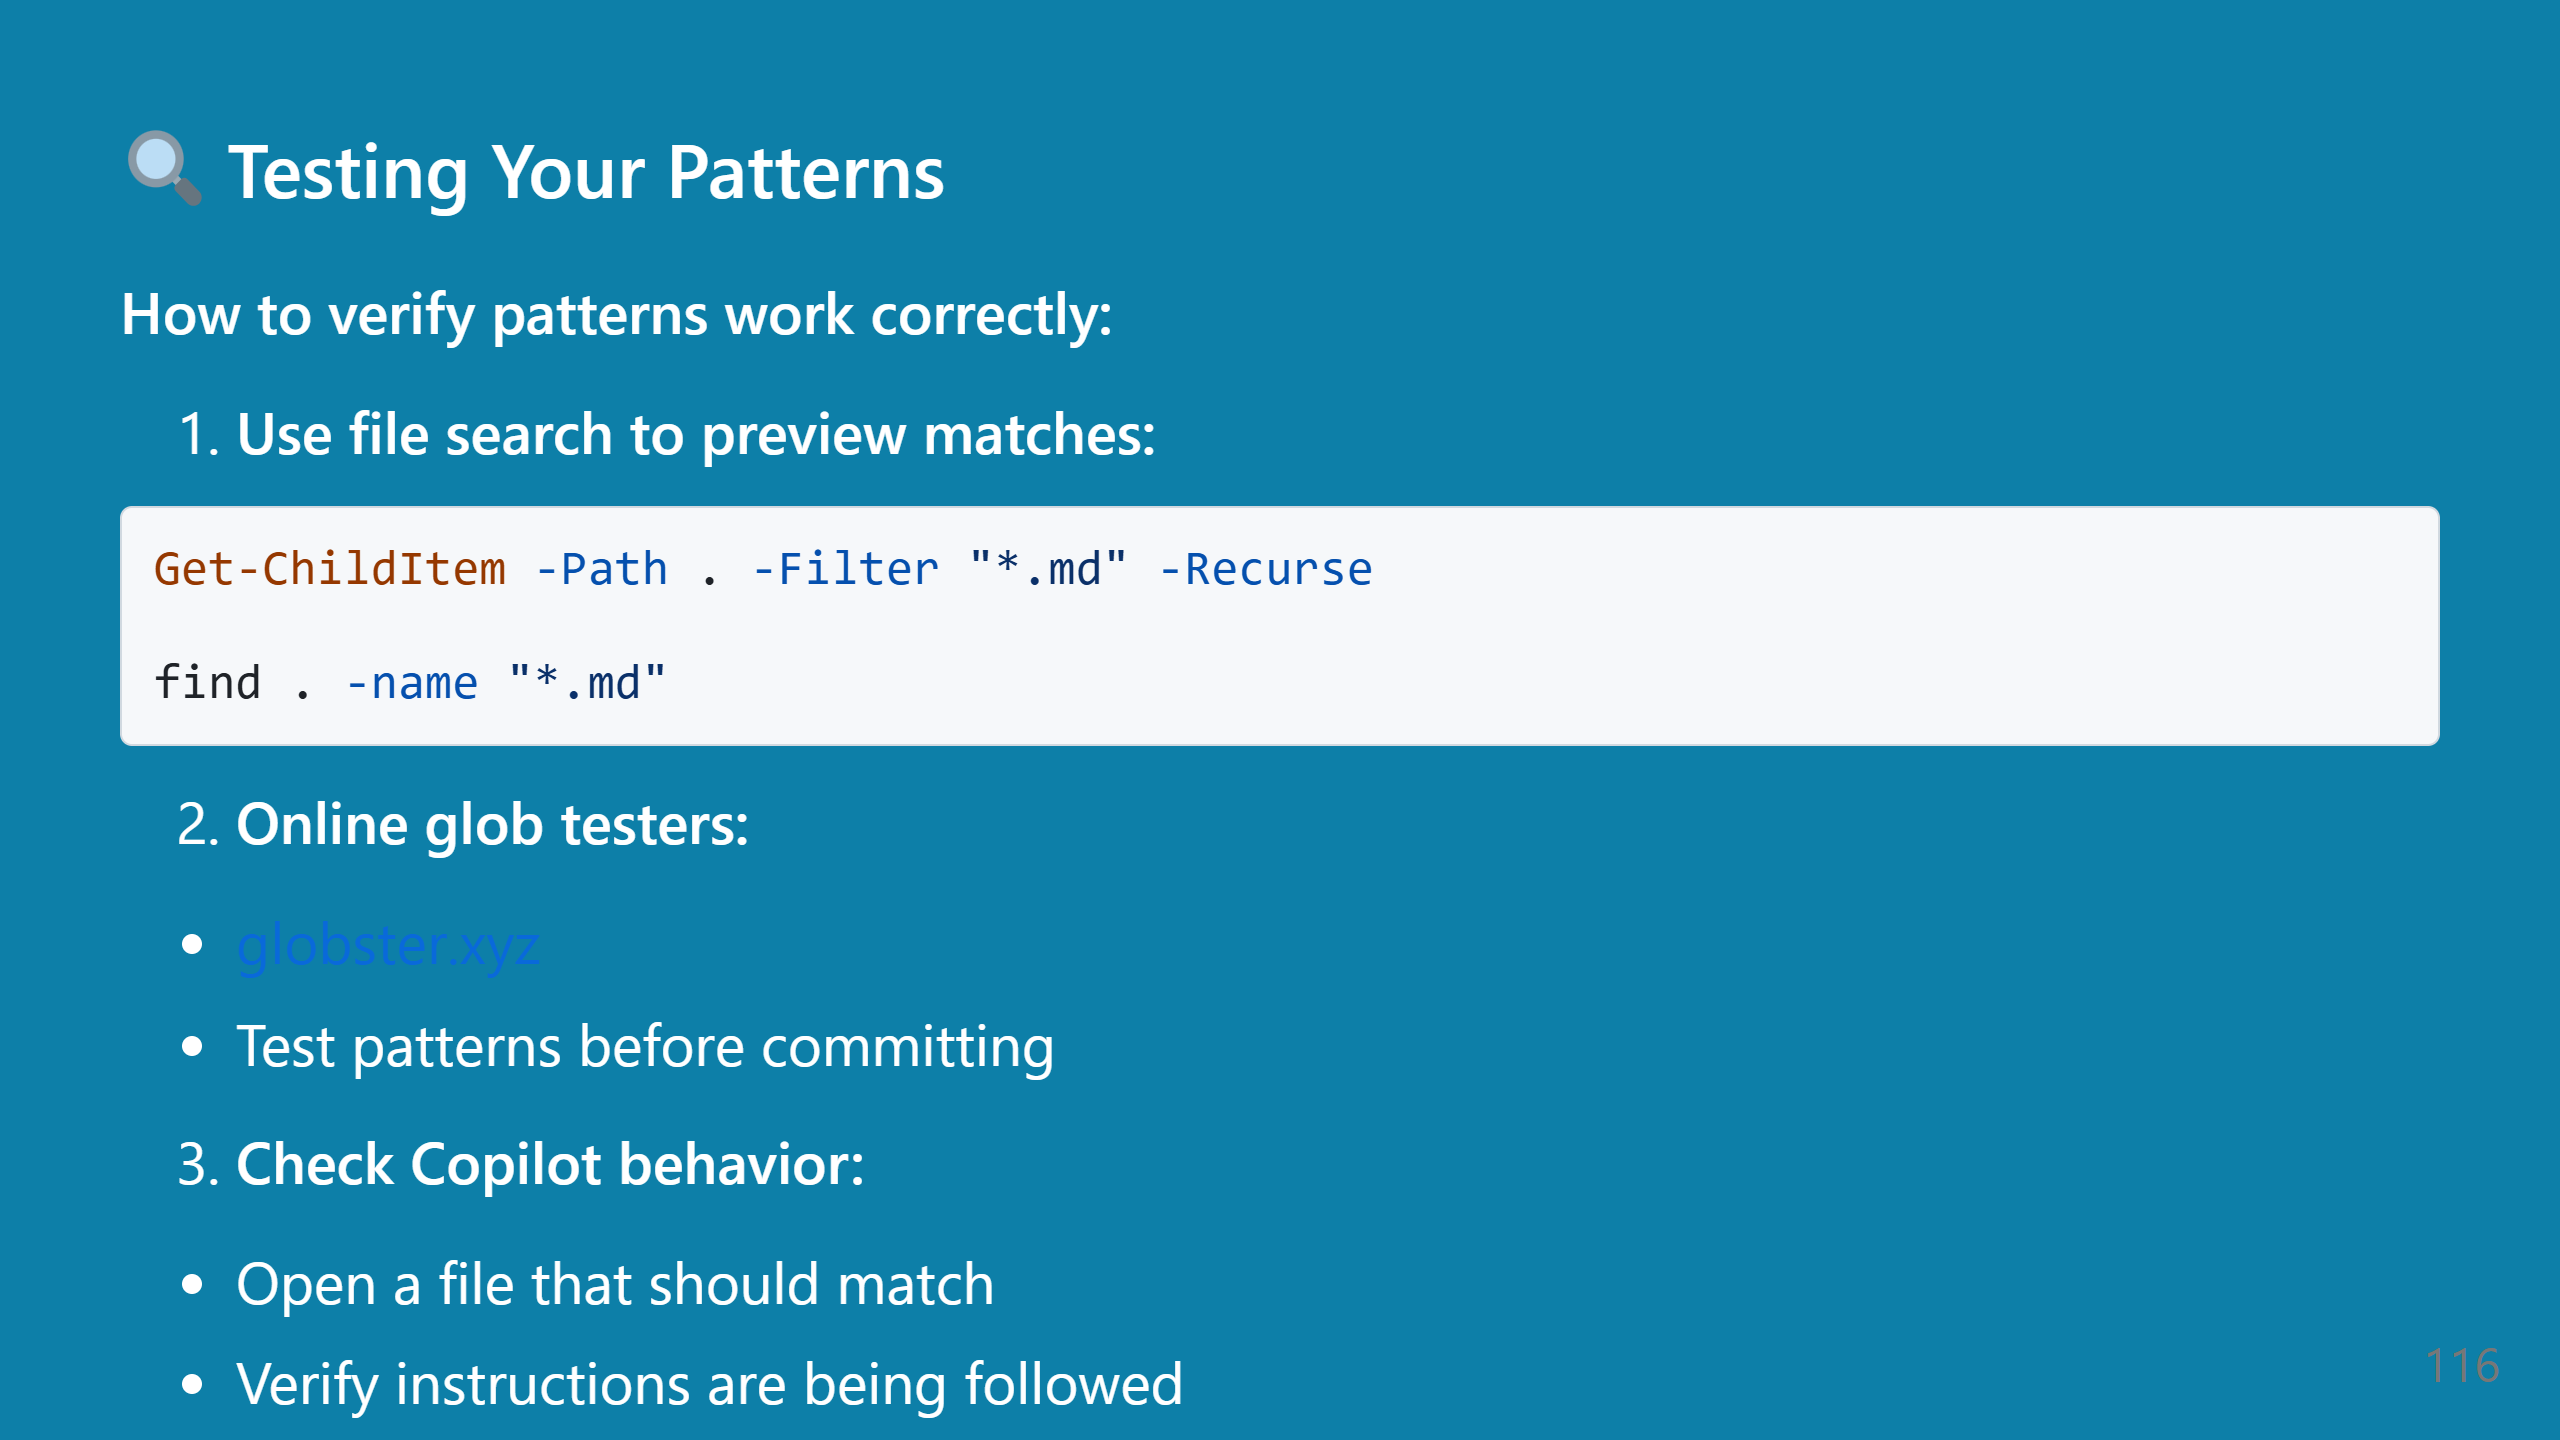 🔍 Testing Your Patterns
How to verify patterns work correctly:
1. Use file search to preview matches:
Get-ChildItem -Path . -Filter "*.md" -Recurse
find . -name "*.md"
2. Online glob testers:
• globster.xyz
• Test patterns before committing
3. Check Copilot behavior:
• Open a file that should match
• Verify instructions are being followed
116